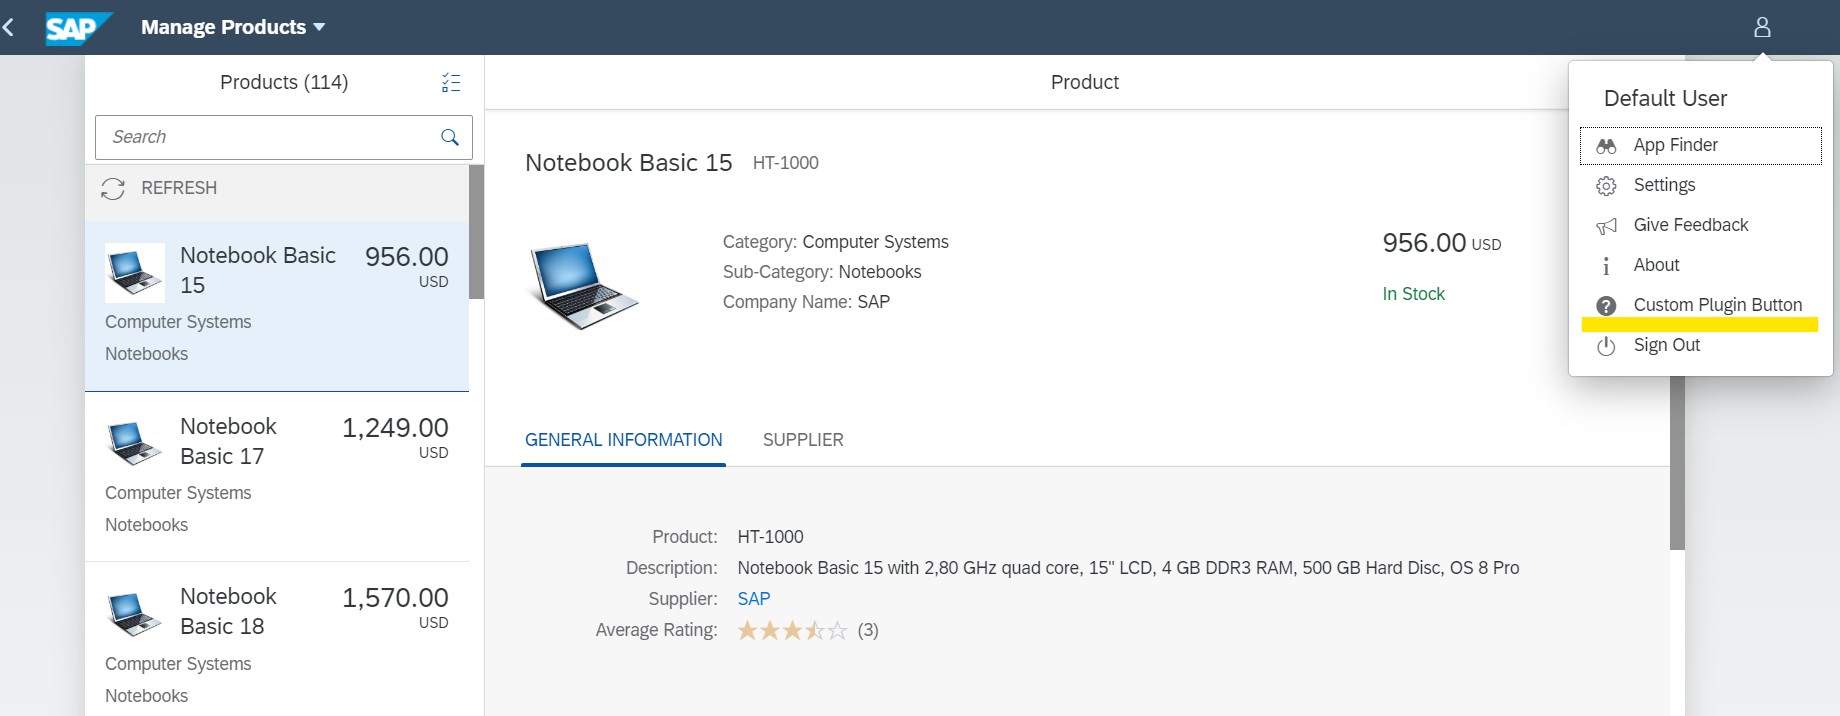 SAP Manage Products
Products (114)
Search
REFRESH
Notebook Basic 15
956.00
USD
Computer Systems
Notebooks
Notebook Basic 17
1,249.00
USD
Computer Systems
Notebooks
Notebook Basic 18
1,570.00
USD
Computer Systems
Notebooks
Product
Notebook Basic 15 HT-1000
Category: Computer Systems
Sub-Category: Notebooks
Company Name: SAP
956.00 USD
In Stock
GENERAL INFORMATION SUPPLIER
Product: HT-1000
Description: Notebook Basic 15 with 2,80 GHz quad core, 15" LCD, 4 GB DDR3 RAM, 500 GB Hard Disc, OS 8 Pro
Supplier: SAP
Average Rating: (3)
Default User
App Finder
Settings
Give Feedback
About
Custom Plugin Button
Sign Out